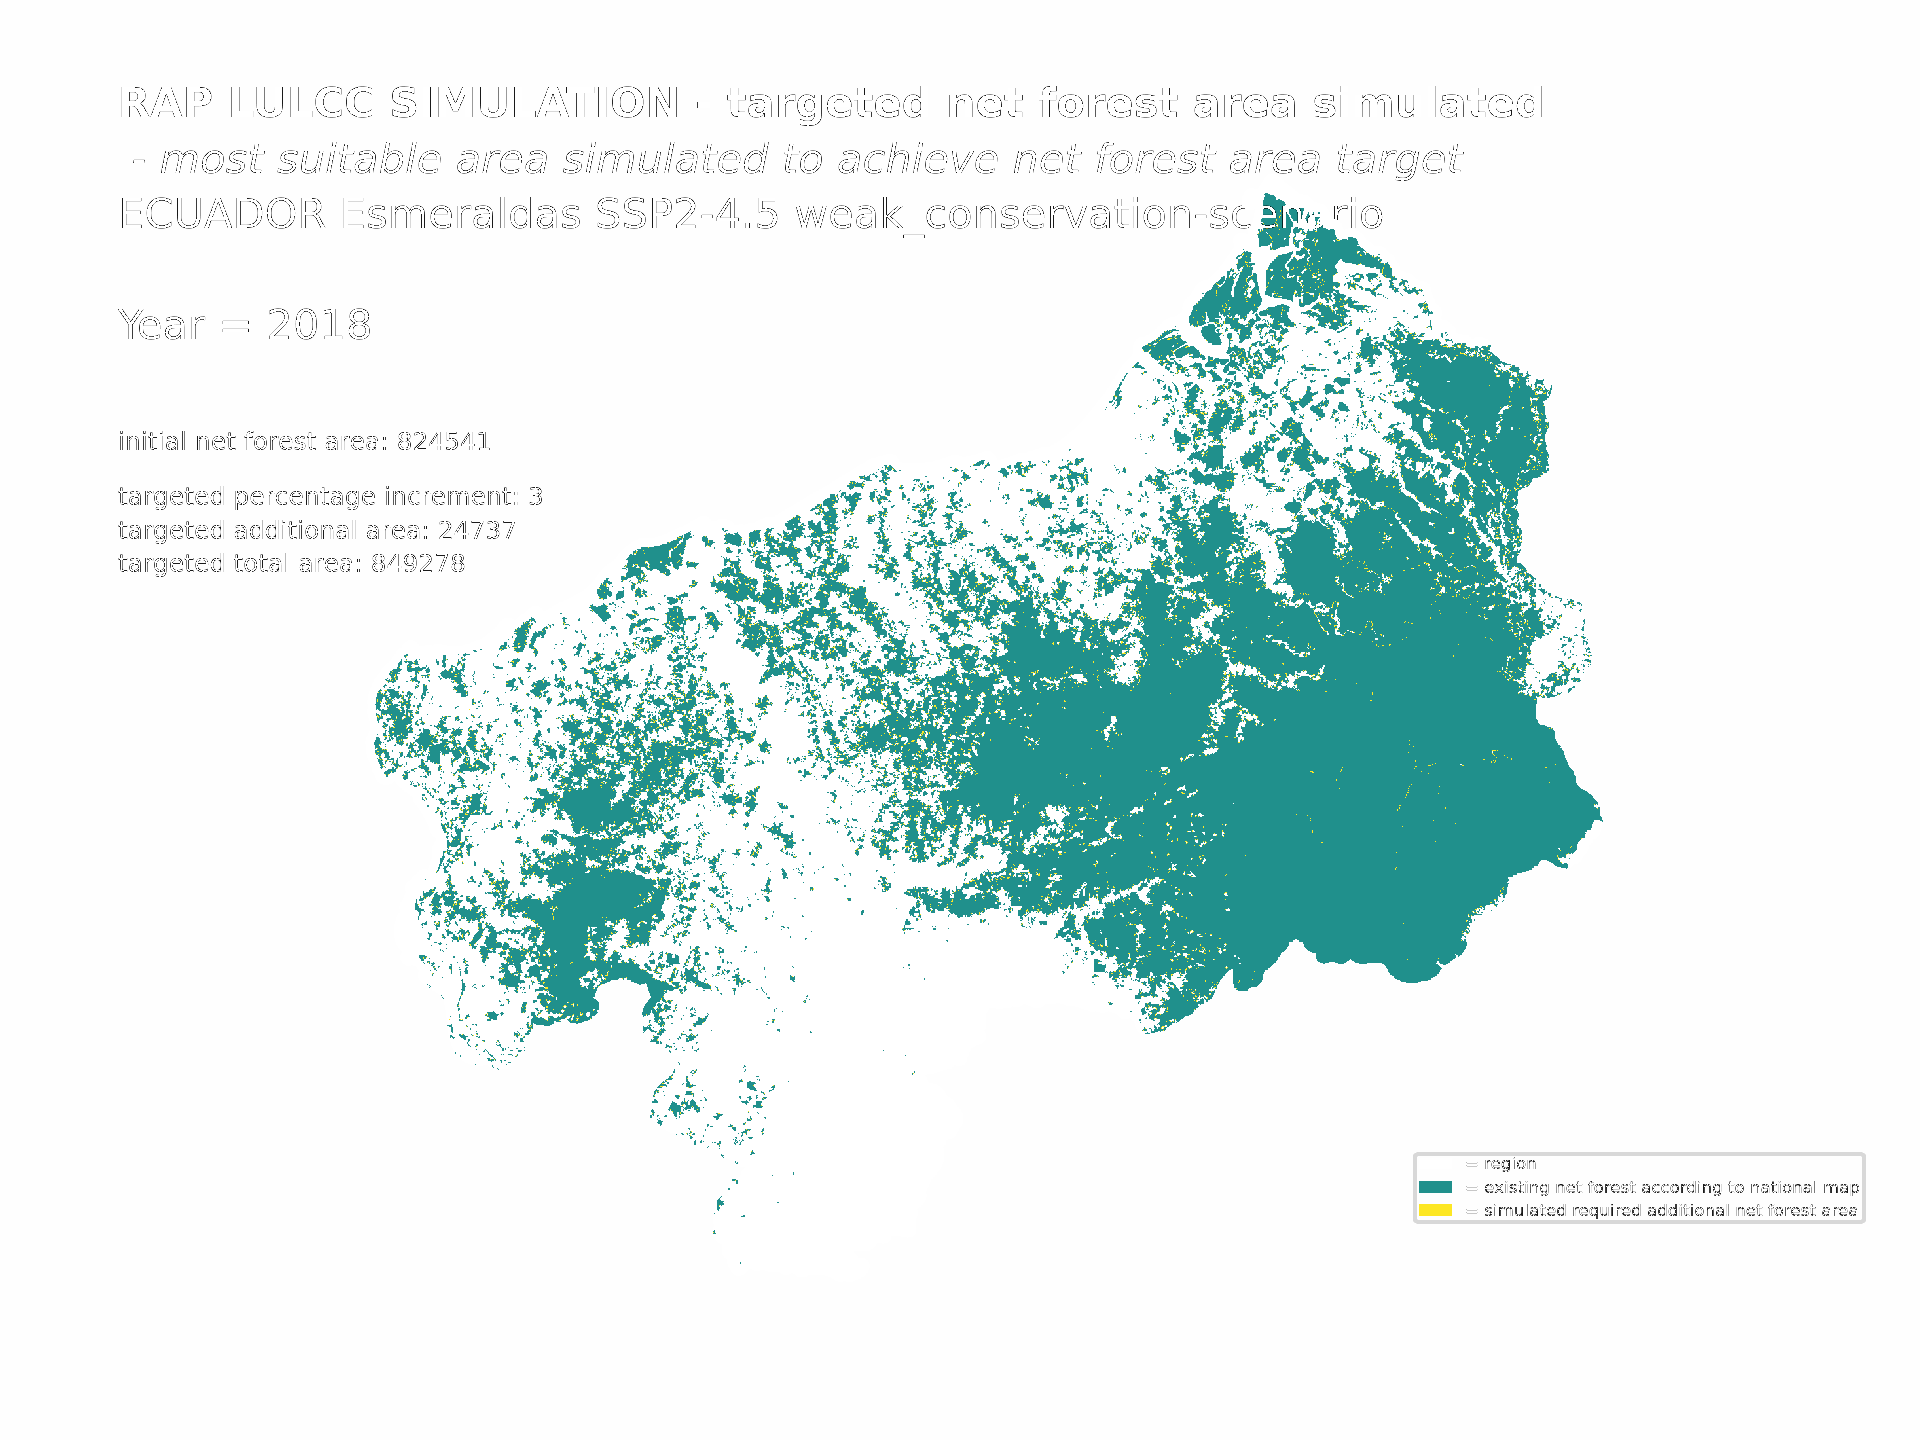 RAP LULCC SIMULATION - targeted net forest area simulated
- most suitable area simulated to achieve net forest area target
ECUADOR Esmeraldas SSP2-4.5 weak_conservation-scenario
Year = 2018
initial net forest area: 824541
targeted percentage increment: 3
targeted additional area: 24737
targeted total area: 849278
= region
= existing net forest according to national map
= simulated required additional net forest area